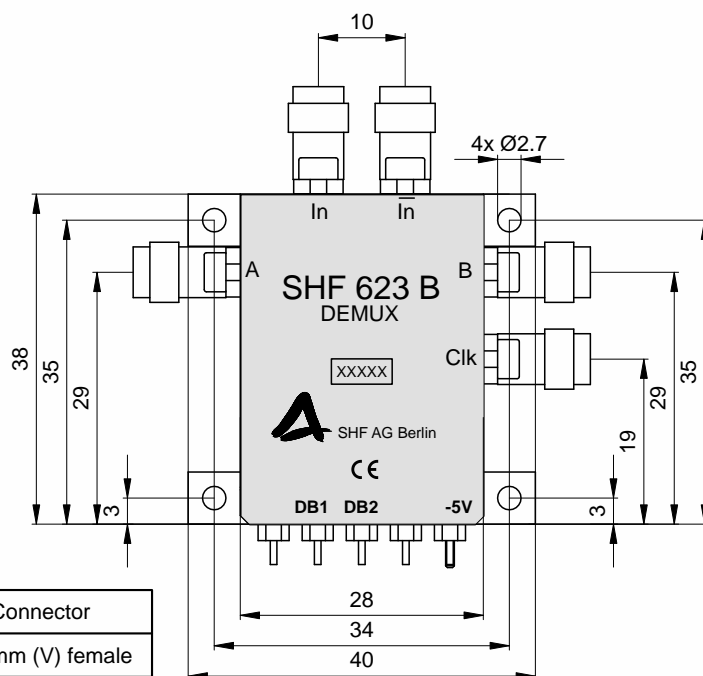 10
4x Ø2.7
In
I̅n̅
A
B
SHF 623 B
DEMUX
Clk
XXXXX
SHF AG Berlin
CE
38
35
29
3
19
29
35
3
DB1 DB2 -5V
28
34
40
Connector
mm (V) female